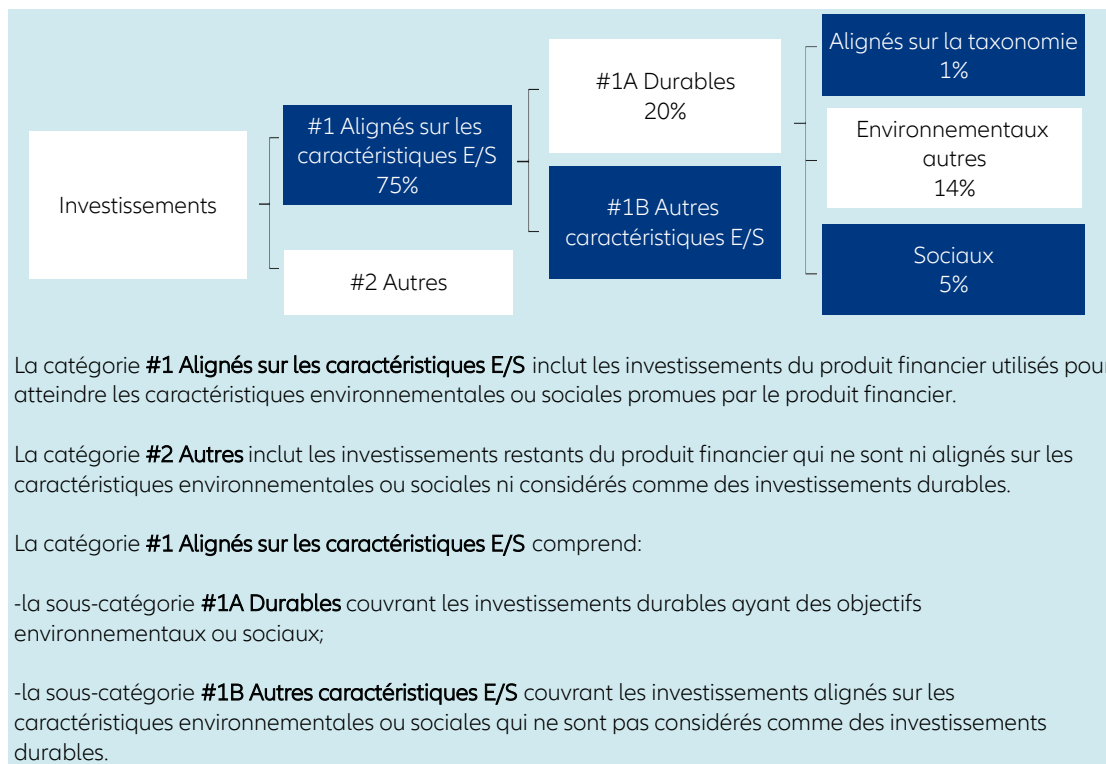 Investissements
#1 Alignés sur les
caractéristiques E/S
75%
#2 Autres
#1A Durables
20%
#1B Autres
caractéristiques E/S
Alignés sur la taxonomie
1%
Environnementaux
autres
14%
Sociaux
5%
La catégorie #1 Alignés sur les caractéristiques E/S inclut les investissements du produit financier utilisés pour
atteindre les caractéristiques environnementales ou sociales promues par le produit financier.
La catégorie #2 Autres inclut les investissements restants du produit financier qui ne sont ni alignés sur les
caractéristiques environnementales ou sociales ni considérés comme des investissements durables.
La catégorie #1 Alignés sur les caractéristiques E/S comprend:
-la sous-catégorie #1A Durables couvrant les investissements durables ayant des objectifs
environnementaux ou sociaux;
-la sous-catégorie #1B Autres caractéristiques E/S couvrant les investissements alignés sur les
caractéristiques environnementales ou sociales qui ne sont pas considérés comme des investissements
durables.